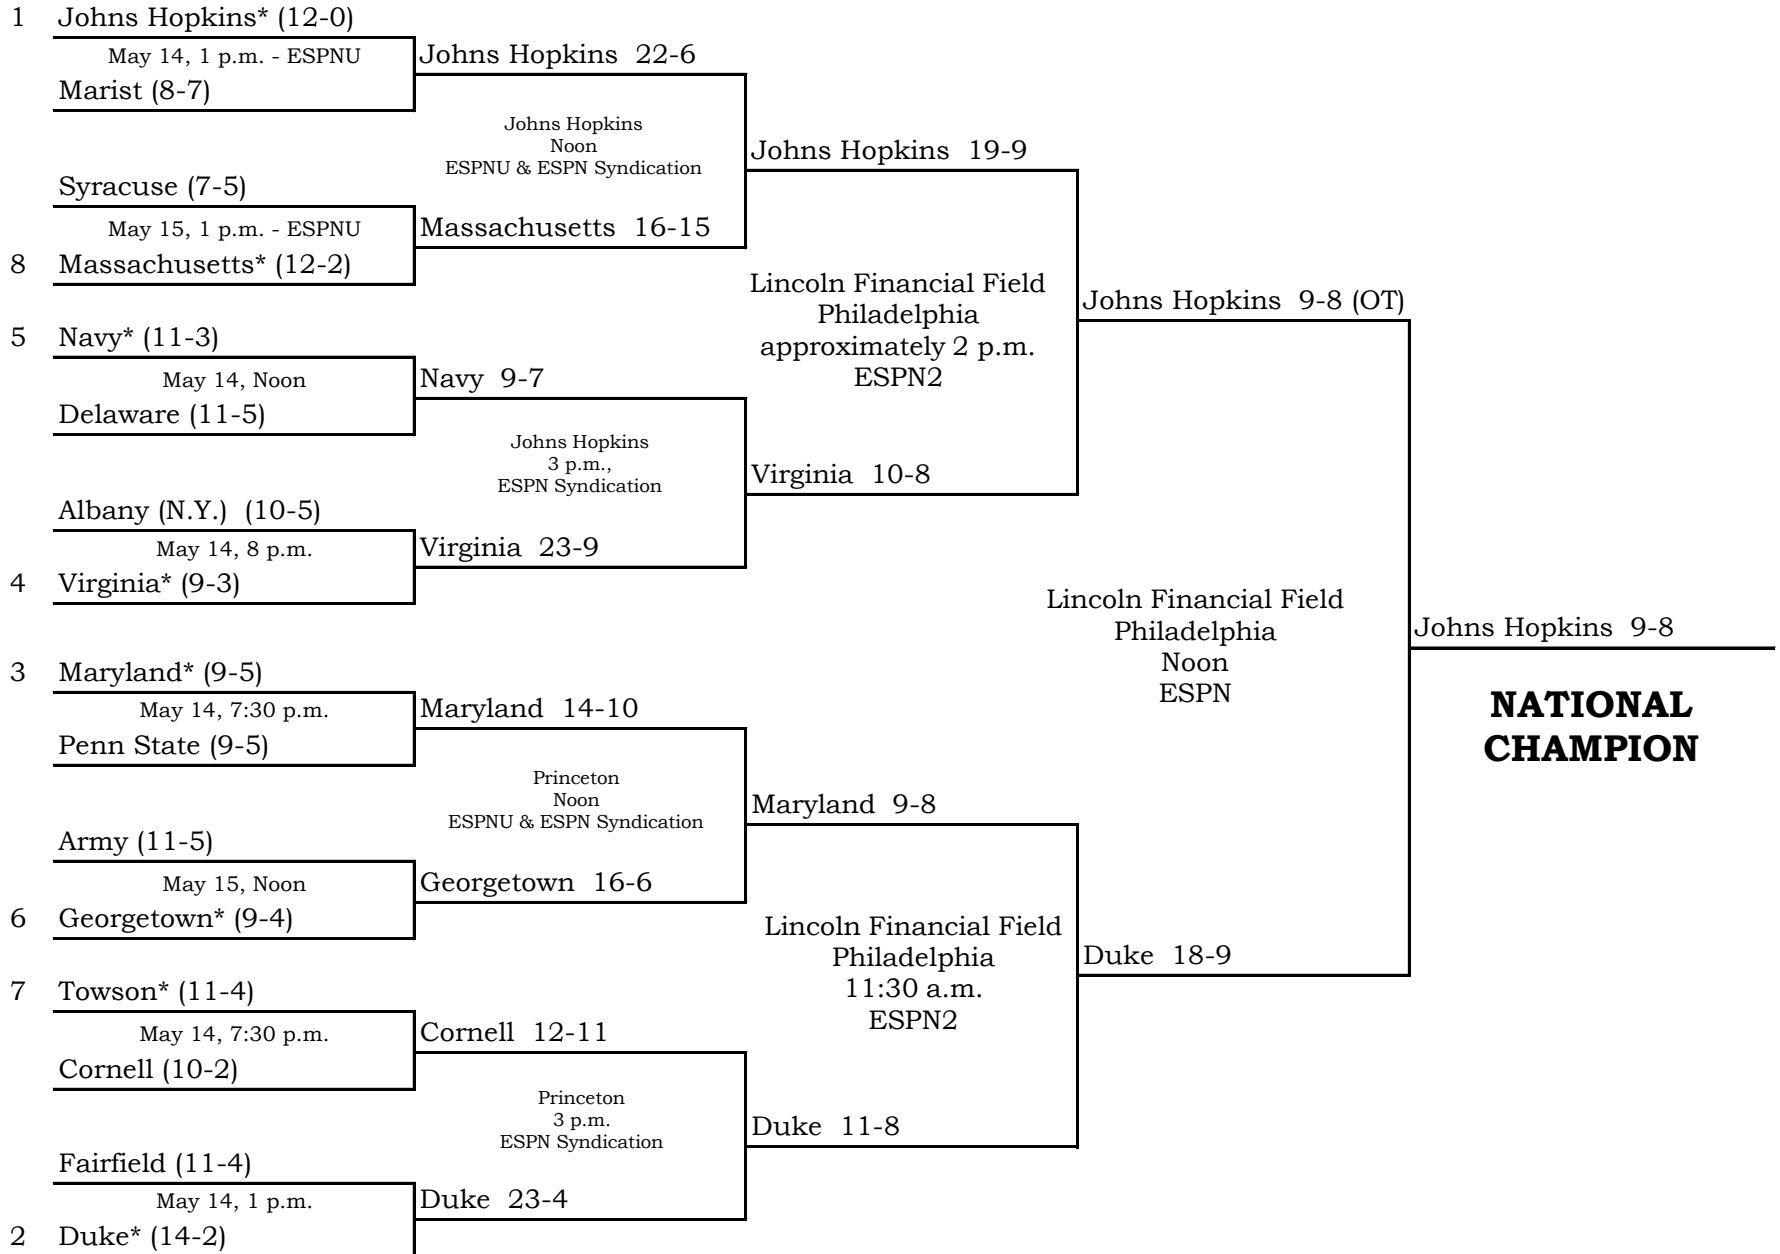 1 Johns Hopkins* (12-0)
May 14, 1 p.m. - ESPNU
Marist (8-7)
Syracuse (7-5)
May 15, 1 p.m. - ESPNU
8 Massachusetts* (12-2)
5 Navy* (11-3)
May 14, Noon
Delaware (11-5)
Albany (N.Y.) (10-5)
May 14, 8 p.m.
4 Virginia* (9-3)
3 Maryland* (9-5)
May 14, 7:30 p.m.
Penn State (9-5)
Army (11-5)
May 15, Noon
6 Georgetown* (9-4)
7 Towson* (11-4)
May 14, 7:30 p.m.
Cornell (10-2)
Fairfield (11-4)
May 14, 1 p.m.
2 Duke* (14-2)
Johns Hopkins 22-6
Johns Hopkins
Noon
ESPNU & ESPN Syndication
Massachusetts 16-15
Navy 9-7
Johns Hopkins
3 p.m.,
ESPN Syndication
Virginia 23-9
Maryland 14-10
Princeton
Noon
ESPNU & ESPN Syndication
Georgetown 16-6
Cornell 12-11
Princeton
3 p.m.
ESPN Syndication
Duke 23-4
Johns Hopkins 19-9
Lincoln Financial Field
Philadelphia
approximately 2 p.m.
ESPN2
Virginia 10-8
Maryland 9-8
Lincoln Financial Field
Philadelphia
11:30 a.m.
ESPN2
Duke 11-8
Johns Hopkins 9-8 (OT)
Lincoln Financial Field
Philadelphia
Noon
ESPN
Duke 18-9
Johns Hopkins 9-8
NATIONAL
CHAMPION